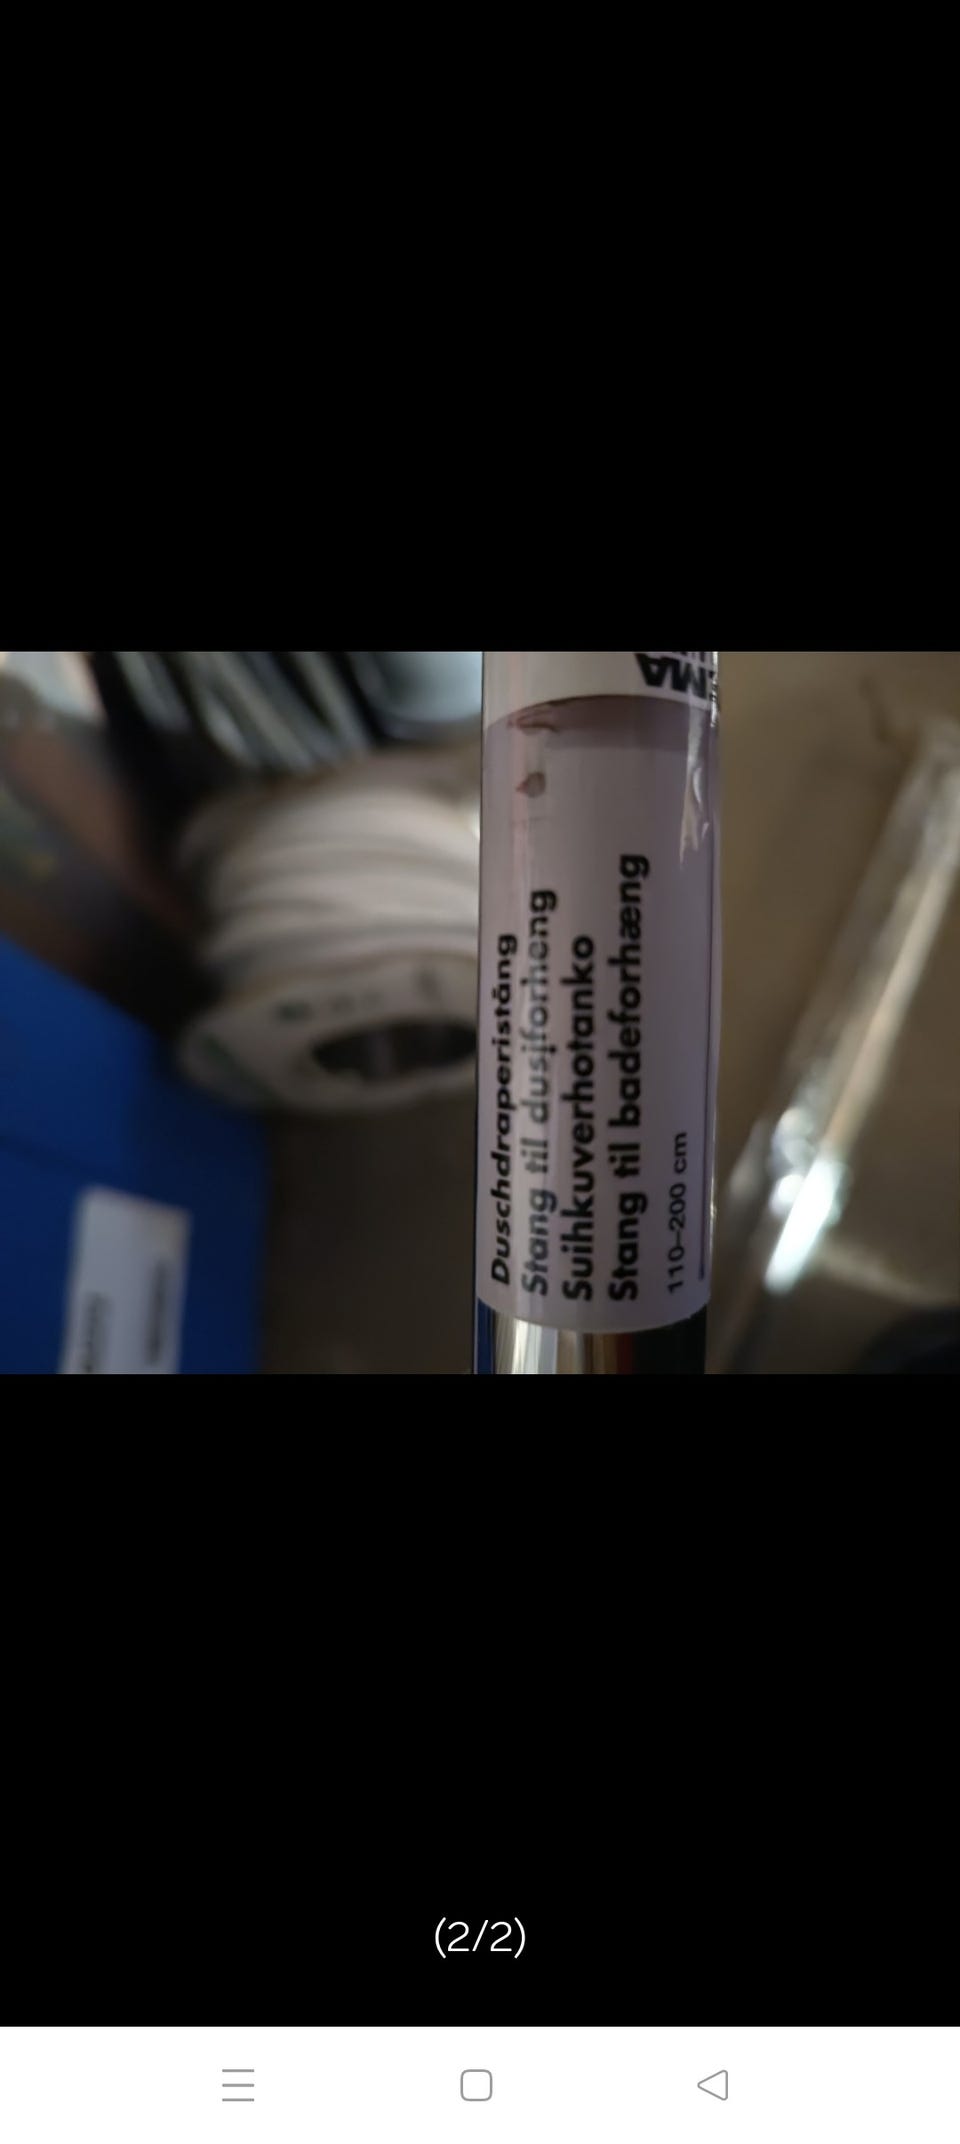 Duschdraperistång
Stang til dusjforheng
Suihkuverhotanko
Stang til badeforhæng
110–200 cm
(2/2)